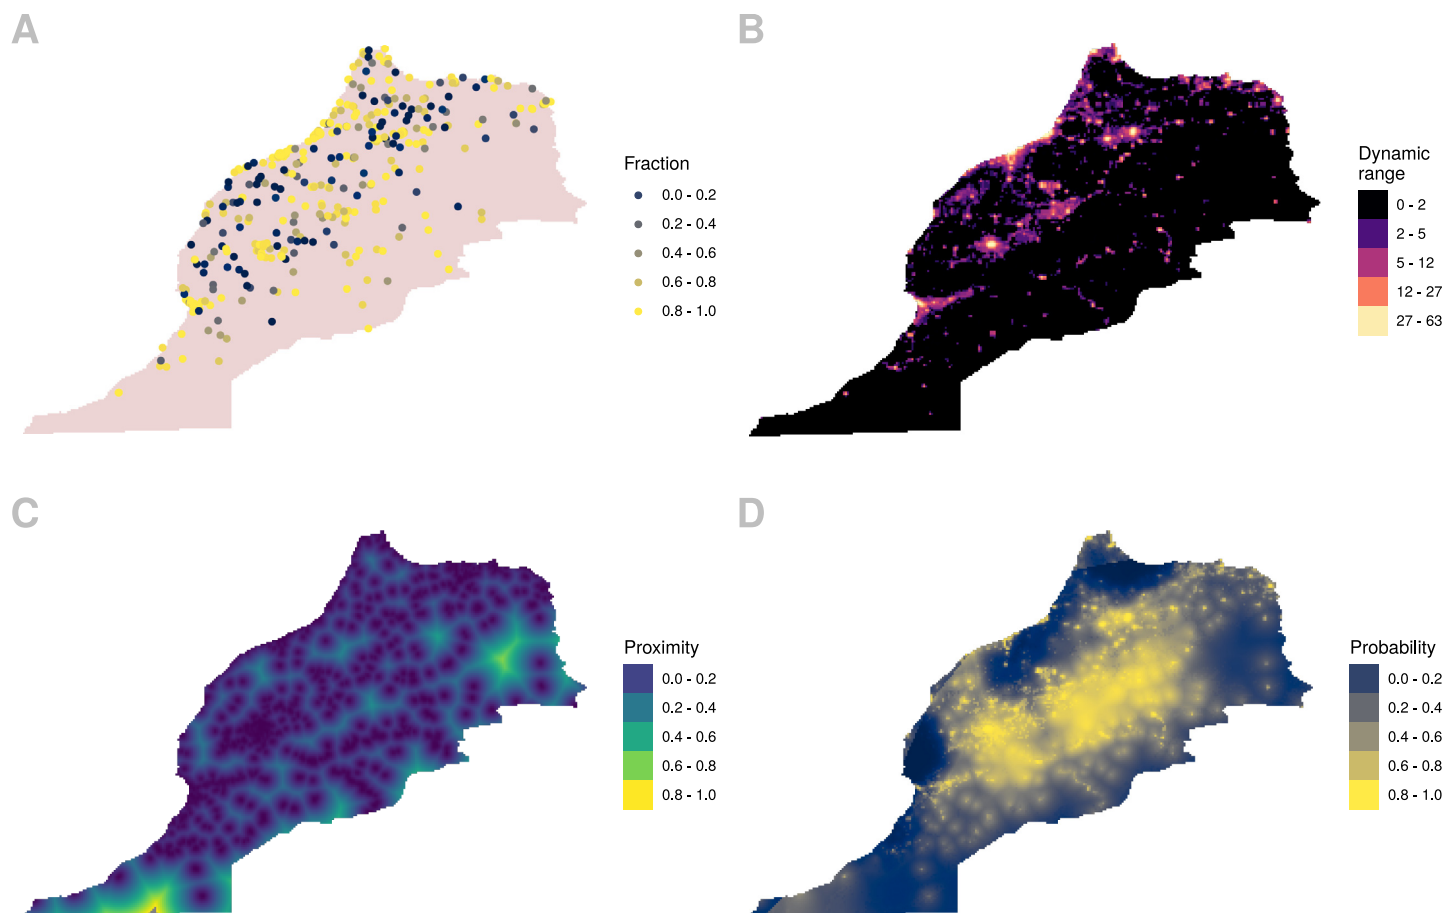 A
B
Fraction
0.0 - 0.2
0.2 - 0.4
0.4 - 0.6
0.6 - 0.8
0.8 - 1.0
Dynamic
range
0 - 2
2 - 5
5 - 12
12 - 27
27 - 63
C
D
Proximity
0.0 - 0.2
0.2 - 0.4
0.4 - 0.6
0.6 - 0.8
0.8 - 1.0
Probability
0.0 - 0.2
0.2 - 0.4
0.4 - 0.6
0.6 - 0.8
0.8 - 1.0